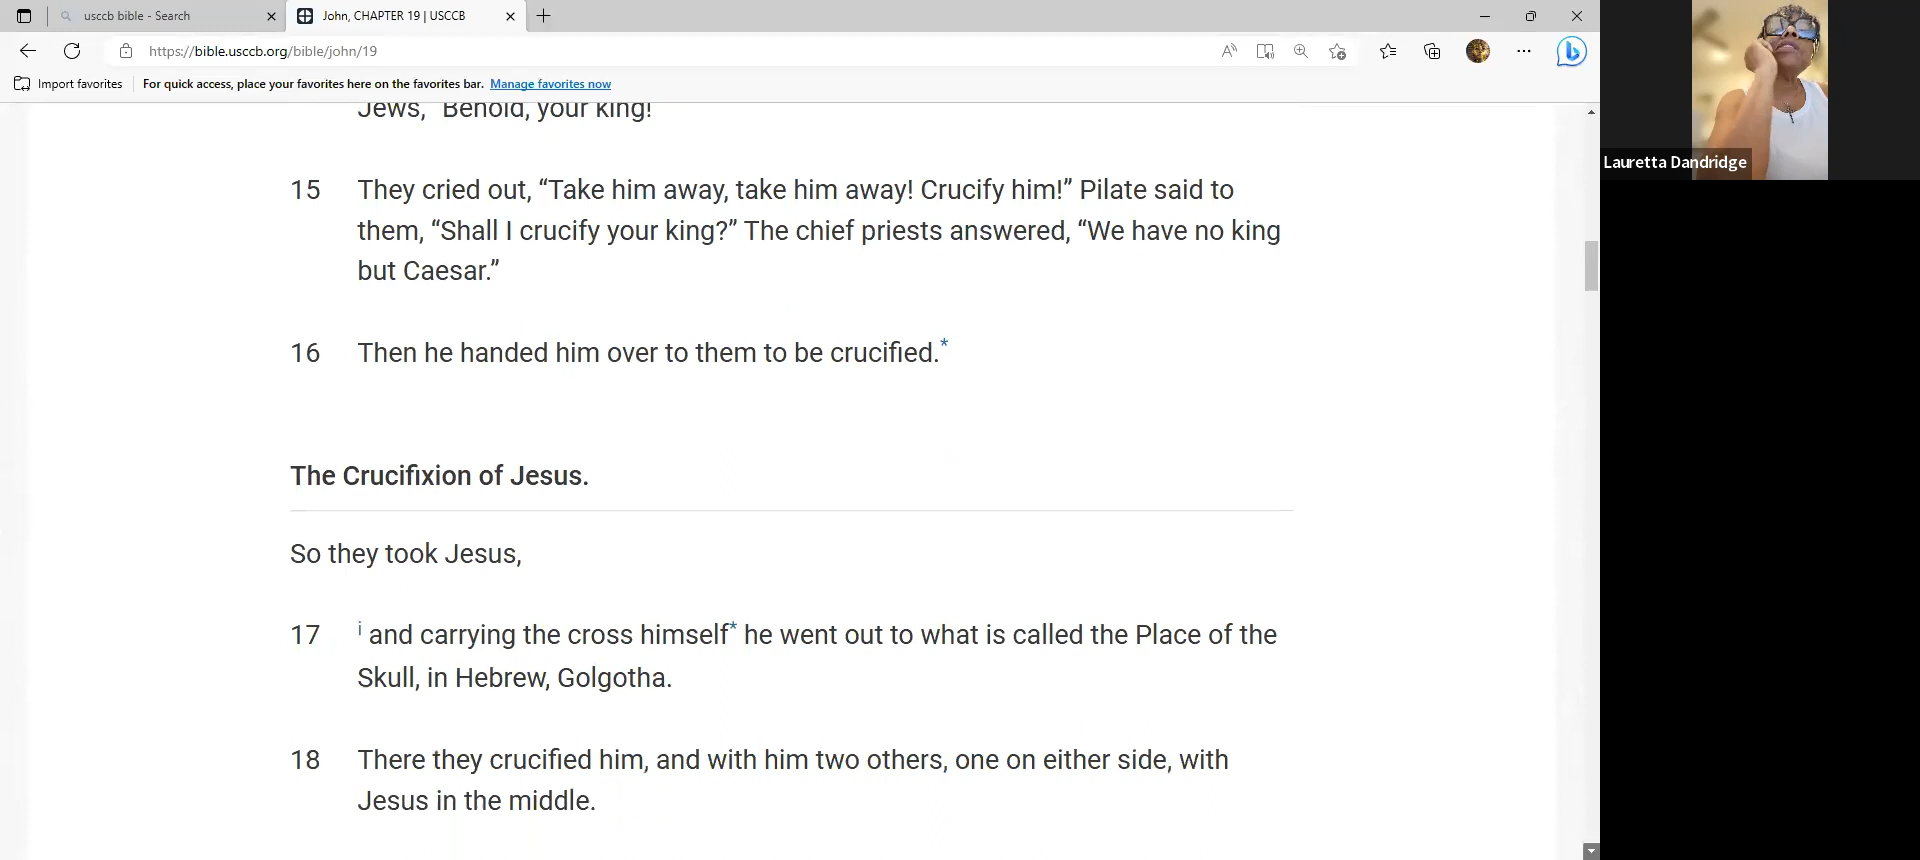 usccb bible - Search
John, CHAPTER 19 | USCCB
https://bible.usccb.org/bible/john/19
Import favorites
For quick access, place your favorites here on the favorites bar. Manage favorites now
Jews, “Behold, your king!
15 They cried out, “Take him away, take him away! Crucify him!” Pilate said to
them, “Shall I crucify your king?” The chief priests answered, “We have no king
but Caesar.”
16 Then he handed him over to them to be crucified.*
The Crucifixion of Jesus.
So they took Jesus,
17 i and carrying the cross himself* he went out to what is called the Place of the
Skull, in Hebrew, Golgotha.
18 There they crucified him, and with him two others, one on either side, with
Jesus in the middle.
Lauretta Dandridge